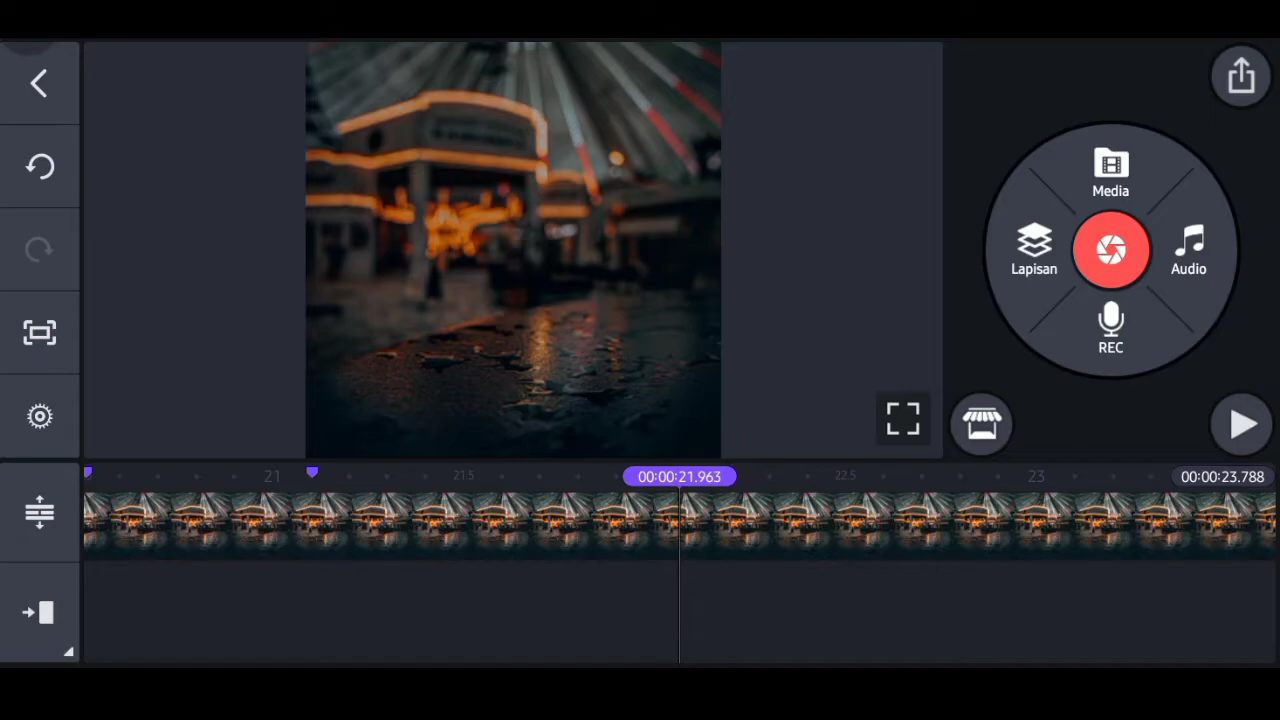 Media
Lapisan
Audio
REC
21
21.5
00:00:21.963
22.5
23
00:00:23.788